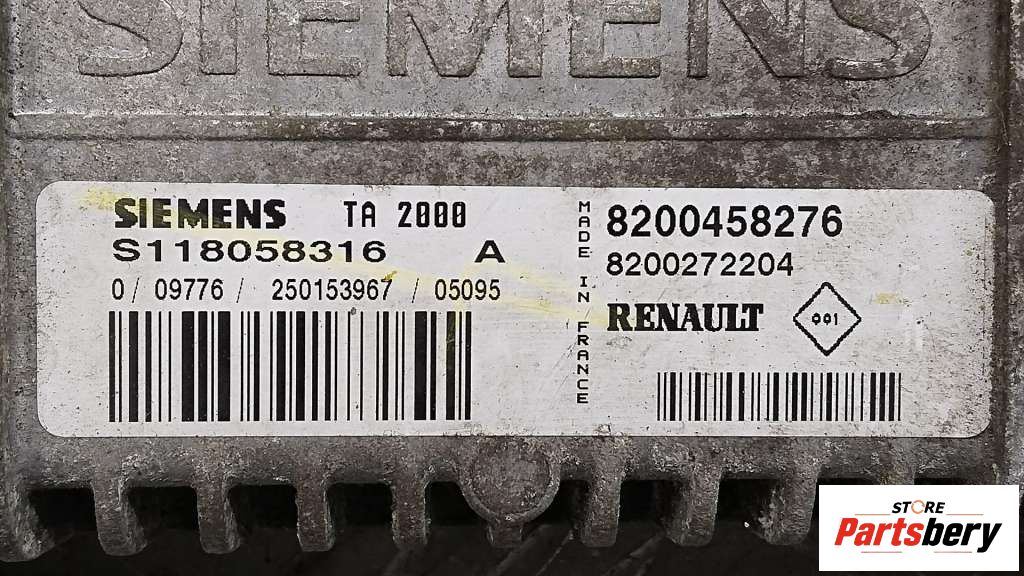 SIEMENS
SIEMENS TA 2000
S118058316 A
0/ 09776 / 250153967 / 05095
MADE IN FRANCE
8200458276
8200272204
RENAULT 001
STORE
Partsbery